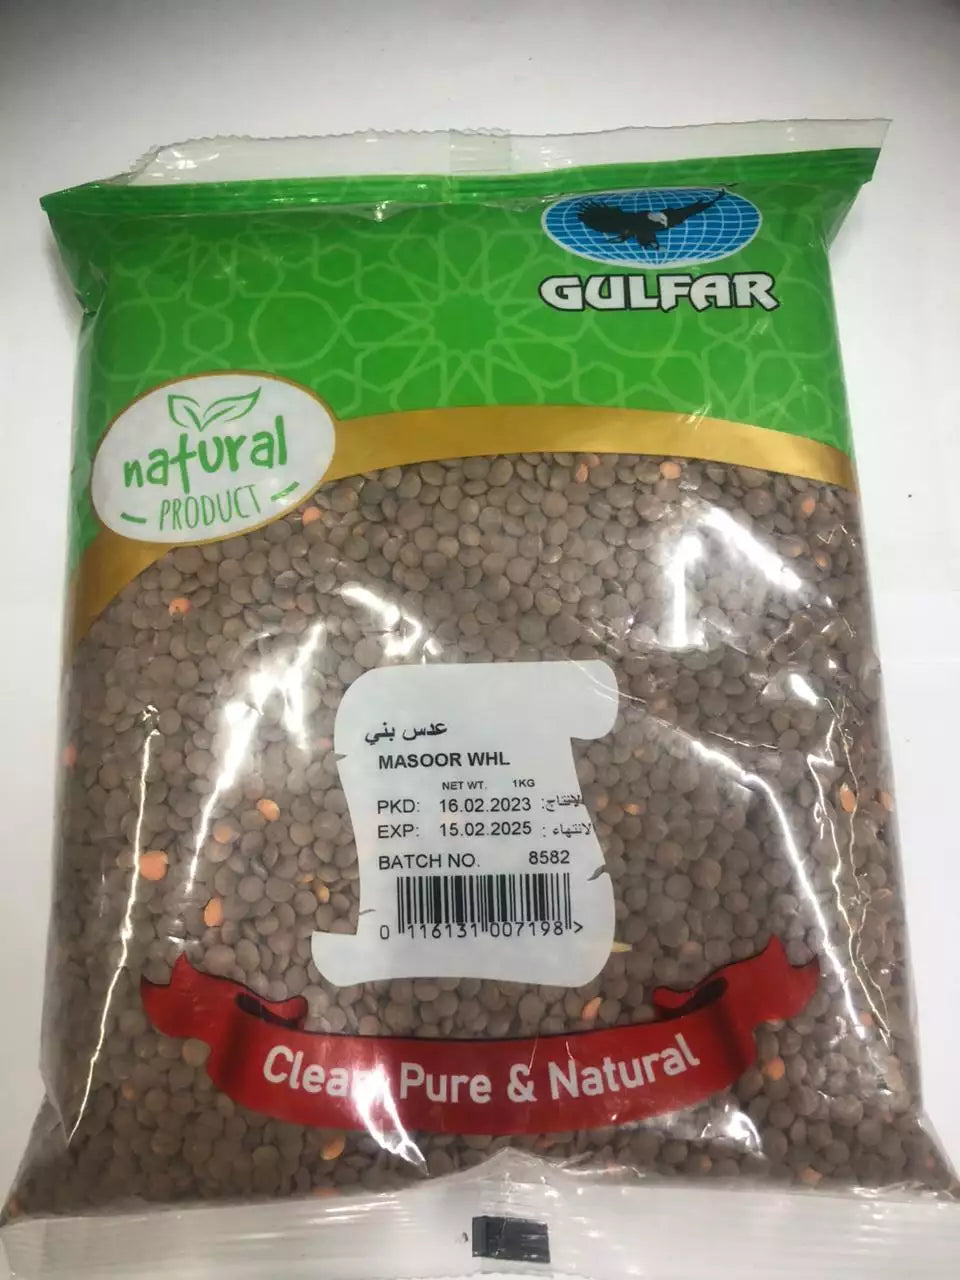 GULFAR
natural
PRODUCT
عدس بني
MASOOR WHL
NET WT. 1KG
PKD: 16.02.2023 :الإنتاج
EXP: 15.02.2025 : الانتهاء
BATCH NO. 8582
0 116131 007198 >
Clean, Pure & Natural